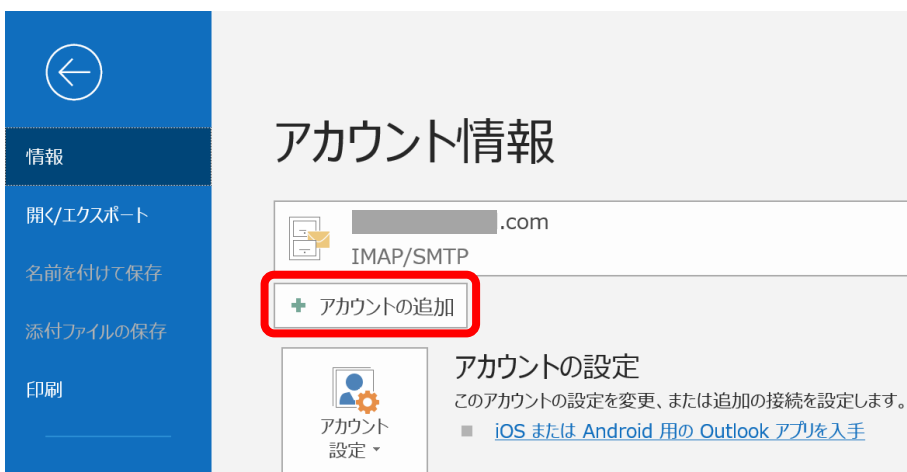 アカウント情報
情報
開く/エクスポート
名前を付けて保存
添付ファイルの保存
印刷
.com
IMAP/SMTP
アカウントの追加
アカウント
設定
アカウントの設定
このアカウントの設定を変更、または追加の接続を設定します。
iOS または Android 用の Outlook アプリを入手